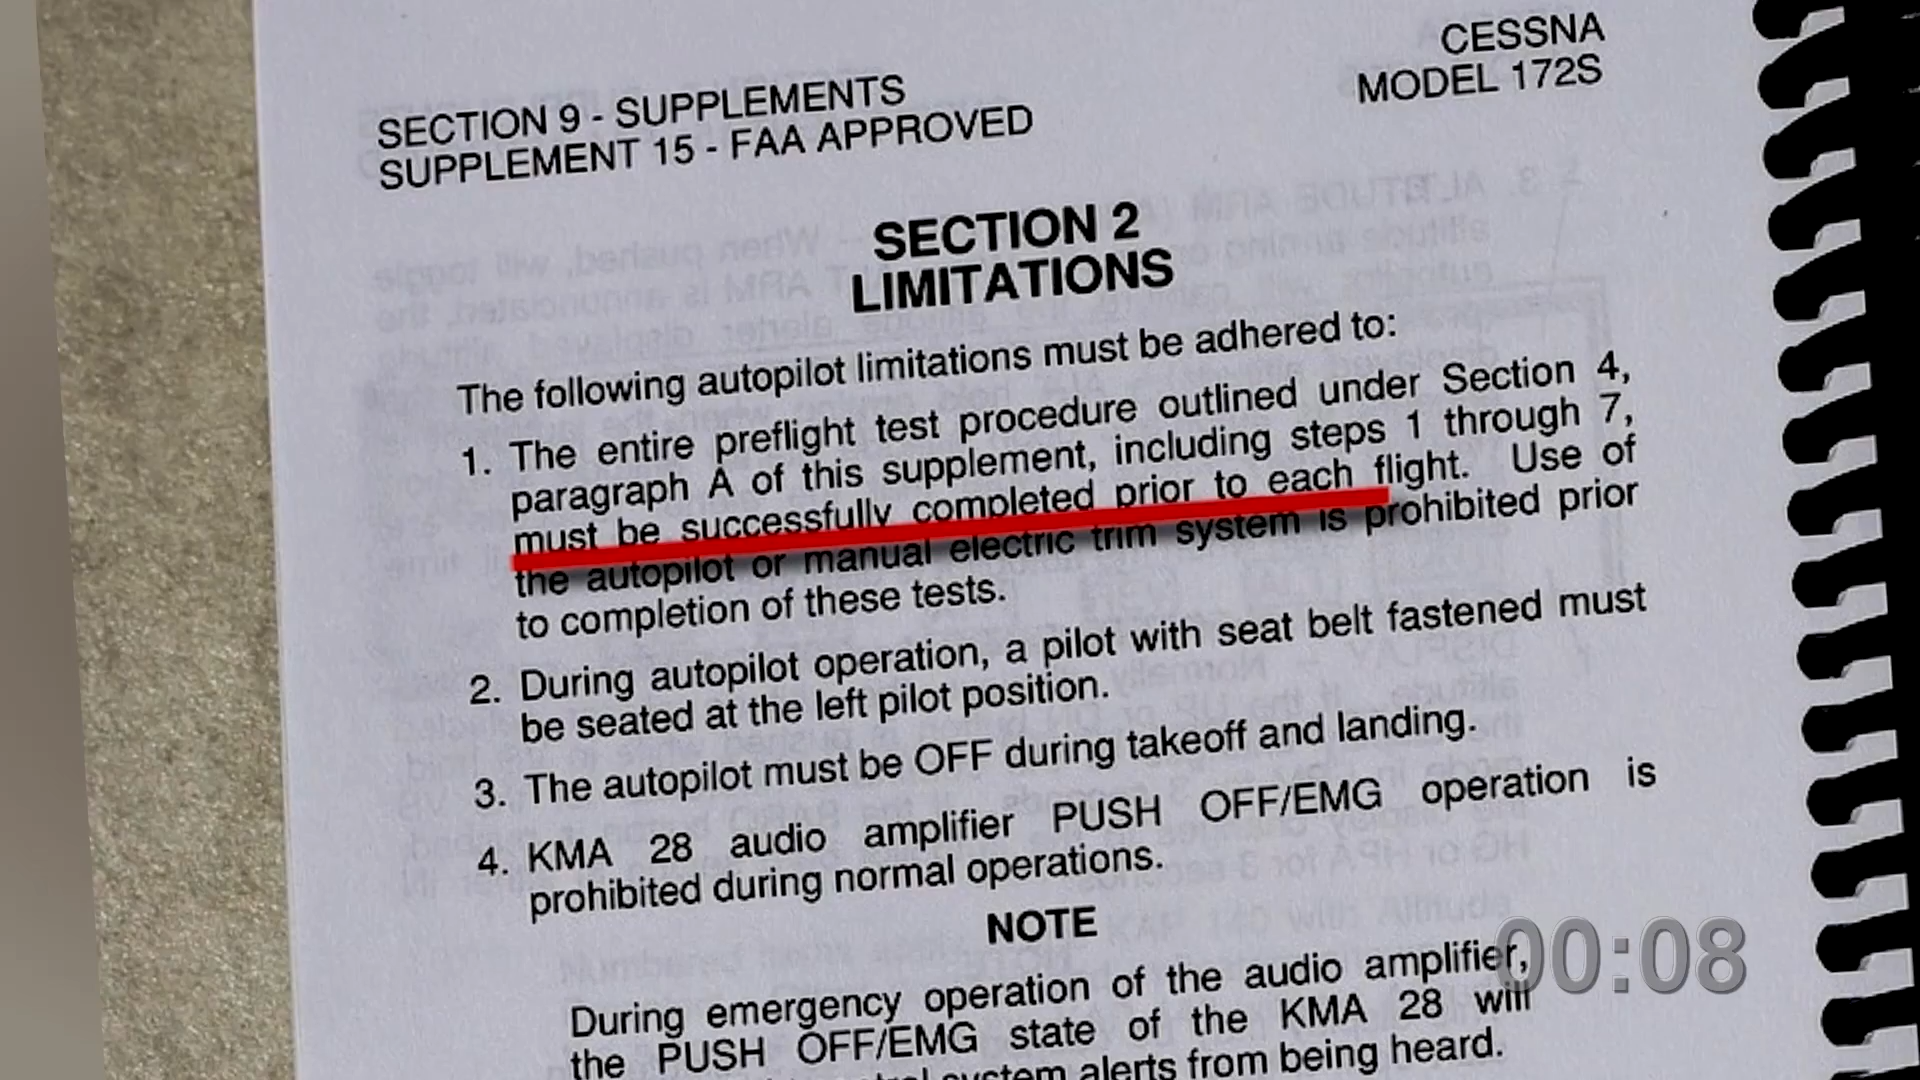 CESSNA
MODEL 172S
SECTION 9 - SUPPLEMENTS
SUPPLEMENT 15 - FAA APPROVED
SECTION 2
LIMITATIONS
The following autopilot limitations must be adhered to:
1. The entire preflight test procedure outlined under Section 4,
paragraph A of this supplement, including steps 1 through 7,
must be successfully completed prior to each flight. Use of
the autopilot or manual electric trim system is prohibited prior
to completion of these tests.
2. During autopilot operation, a pilot with seat belt fastened must
be seated at the left pilot position.
3. The autopilot must be OFF during takeoff and landing.
4. KMA 28 audio amplifier PUSH OFF/EMG operation is
prohibited during normal operations.
NOTE
During emergency operation of the audio amplifier,
the PUSH OFF/EMG state of the KMA 28 will
system alerts from being heard.
00:08